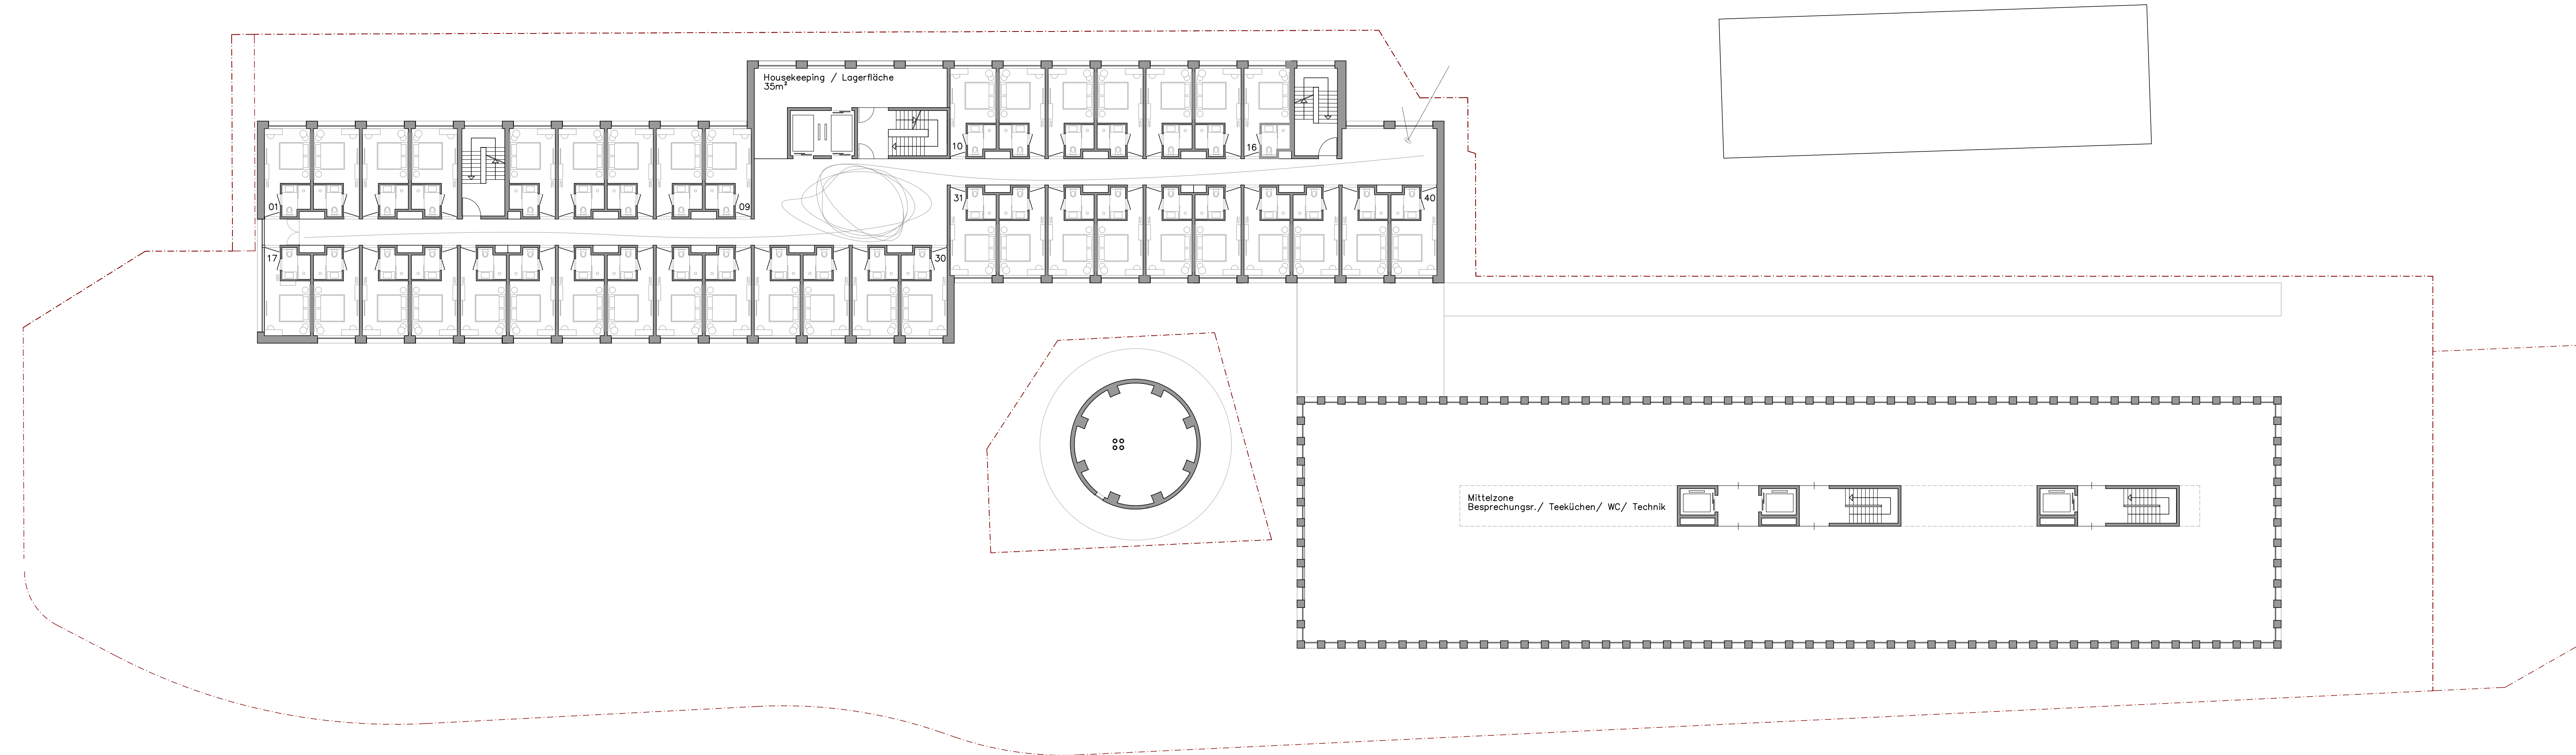 Housekeeping / Lagerfläche
35m²
10
16
01
09
31
40
17
30
Mittelzone
Besprechungsr./ Teeküchen/ WC/ Technik